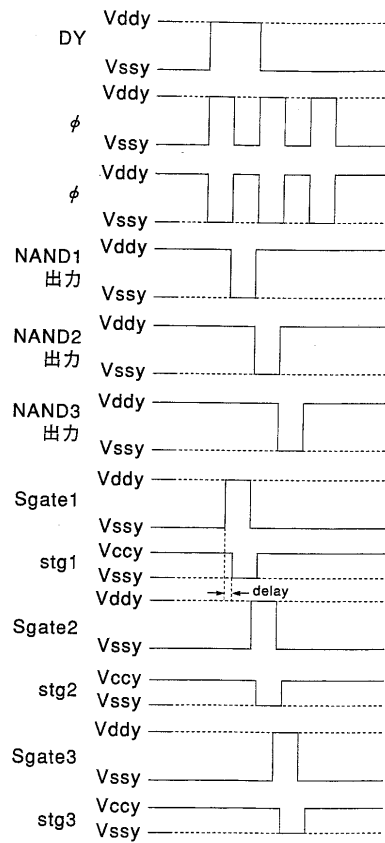 Vddy
DY
Vssy
Vddy
φ
Vssy
Vddy
φ
Vssy
NAND1
出力
Vddy
Vssy
NAND2
出力
Vddy
Vssy
NAND3
出力
Vddy
Vssy
Vddy
Sgate1
Vssy
Vccy
stg1
Vssy
delay
Vddy
Sgate2
Vssy
Vccy
stg2
Vssy
Vddy
Sgate3
Vssy
Vccy
stg3
Vssy